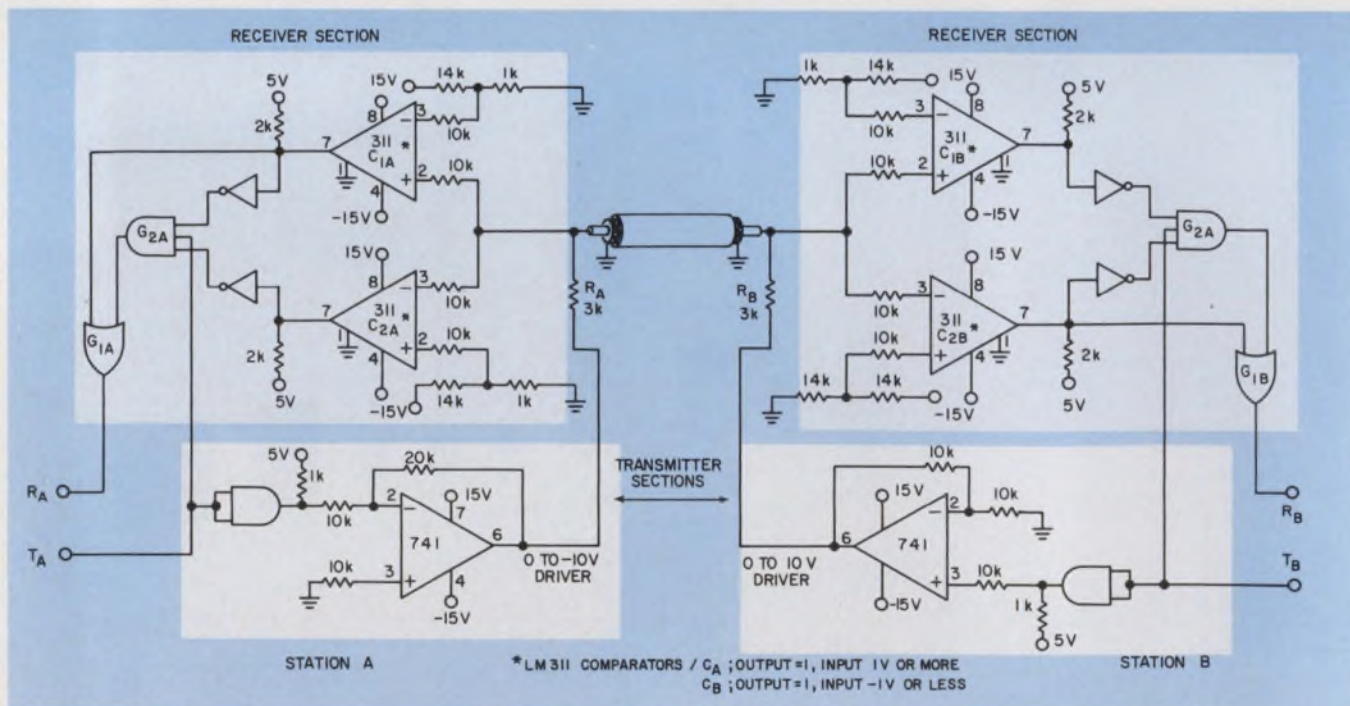 RECEIVER SECTION
5V
2k
15V
14k
1k
8
3
−
10k
7
311
C1A*
1
2
+
10k
4
−15V
G2A
15V
8
3
−
10k
7
311
C2A*
1
2
+
10k
4
−15V
14k
1k
2k
5V
G1A
RA
3k
RA
TA
5V
1k
10k
20k
2
−
15V
7
741
6
10k
3
+
4
−15V
0 TO −10V
DRIVER
STATION A
TRANSMITTER
SECTIONS
RECEIVER SECTION
1k
14k
15V
8
5V
2k
3
−
10k
311
C1B*
7
1
10k
2
+
4
−15V
G2A
RB
3k
15V
8
10k
3
−
311
C2B*
7
1
10k
2
+
4
14k
14k
−15V
2k
5V
G1B
RB
TB
10k
15V
2
−
10k
6
741
0 TO 10 V
DRIVER
10k
3
+
−15V
1k
5V
STATION B
*LM311 COMPARATORS / CA ; OUTPUT = 1, INPUT 1V OR MORE
CB ; OUTPUT = 1, INPUT −1V OR LESS